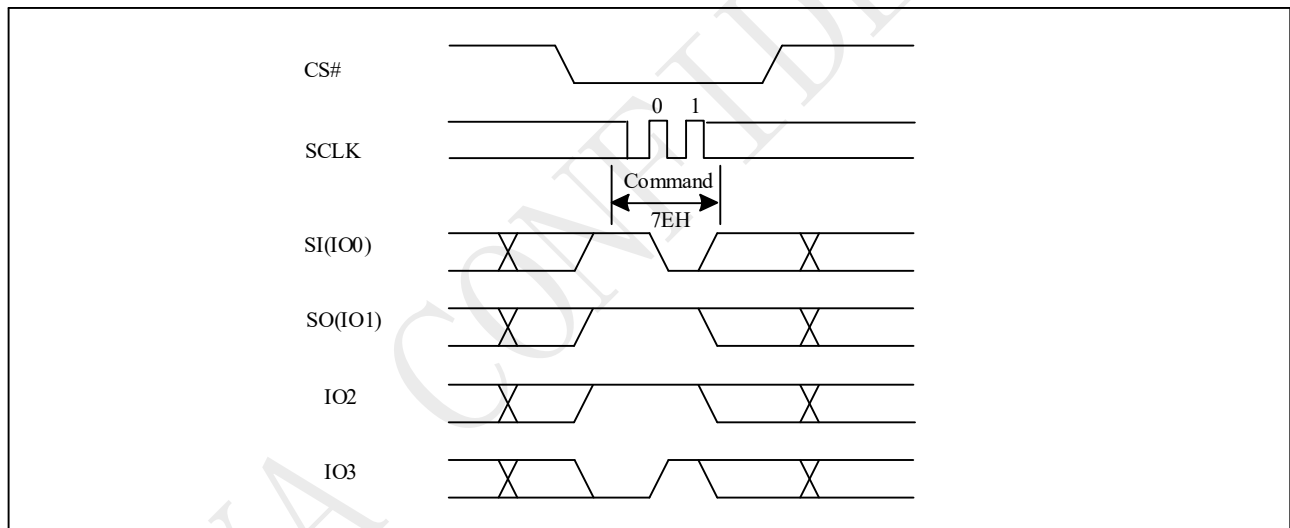 CS#
0 1
SCLK
Command
7EH
SI(IO0)
SO(IO1)
IO2
IO3